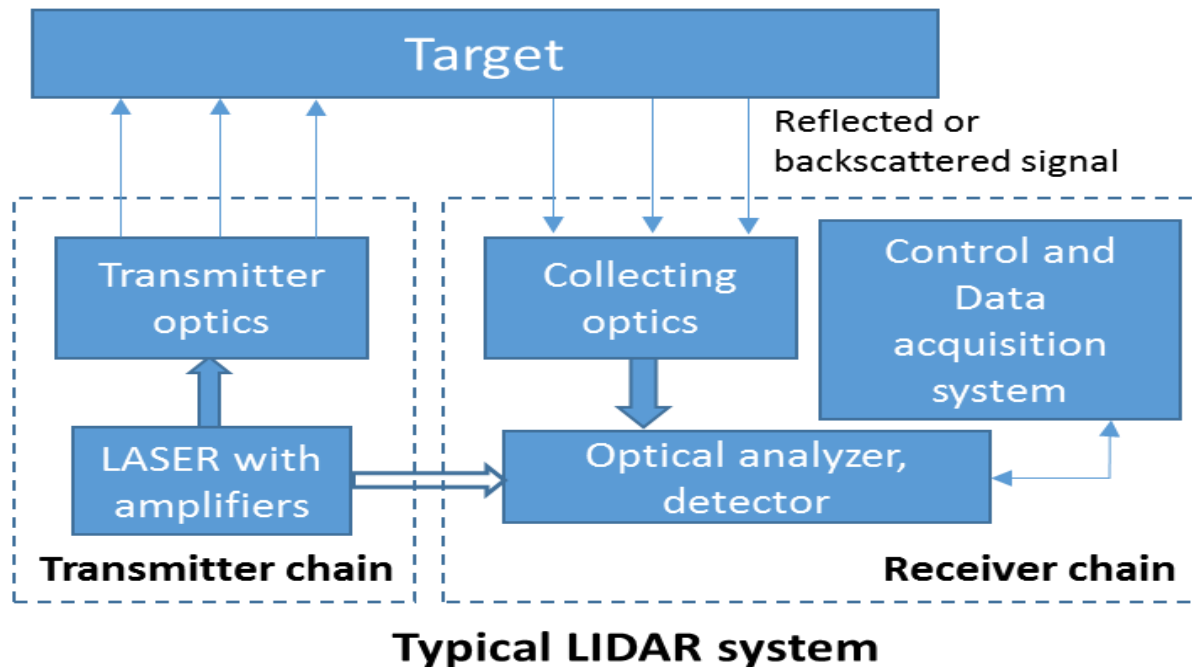 Target
Reflected or
backscattered signal
Transmitter
optics
Collecting
optics
Control and
Data
acquisition
system
LASER with
amplifiers
Optical analyzer,
detector
Transmitter chain
Receiver chain
Typical LIDAR system